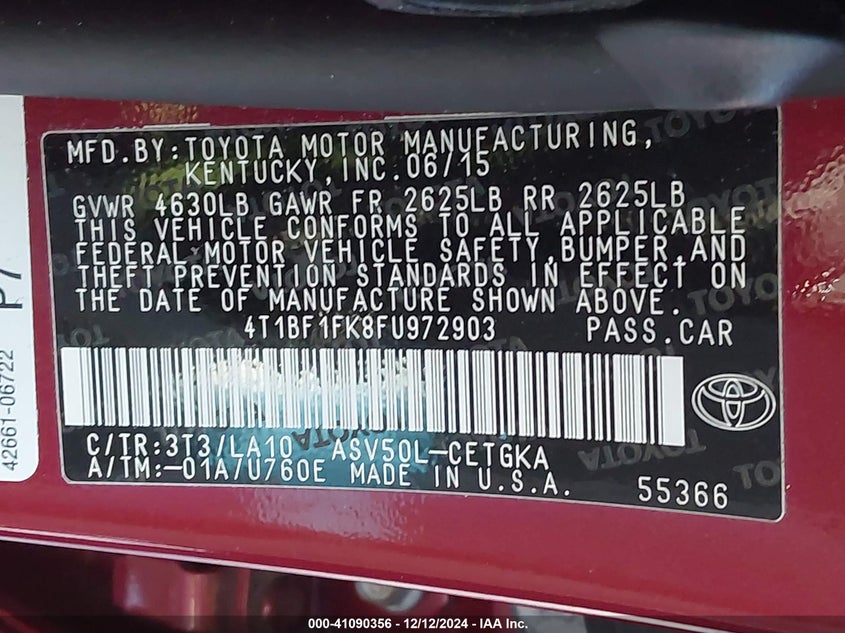 MFD.BY:TOYOTA MOTOR MANUFACTURING,
KENTUCKY,INC.06/15
GVWR 4630LB GAWR FR 2625LB RR 2625LB
THIS VEHICLE CONFORMS TO ALL APPLICABLE
FEDERAL MOTOR VEHICLE SAFETY,BUMPER,AND
THEFT PREVENTION STANDARDS IN EFFECT ON
THE DATE OF MANUFACTURE SHOWN ABOVE.
4T1BF1FK8FU972903 PASS.CAR
C/TR:3T3/LA10 ASV50L-CETGKA
A/TM:-01A/U760E MADE IN U.S.A.
55366
TOYOTA
P7
42661-06722
000-41090356 - 12/12/2024 - IAA Inc.